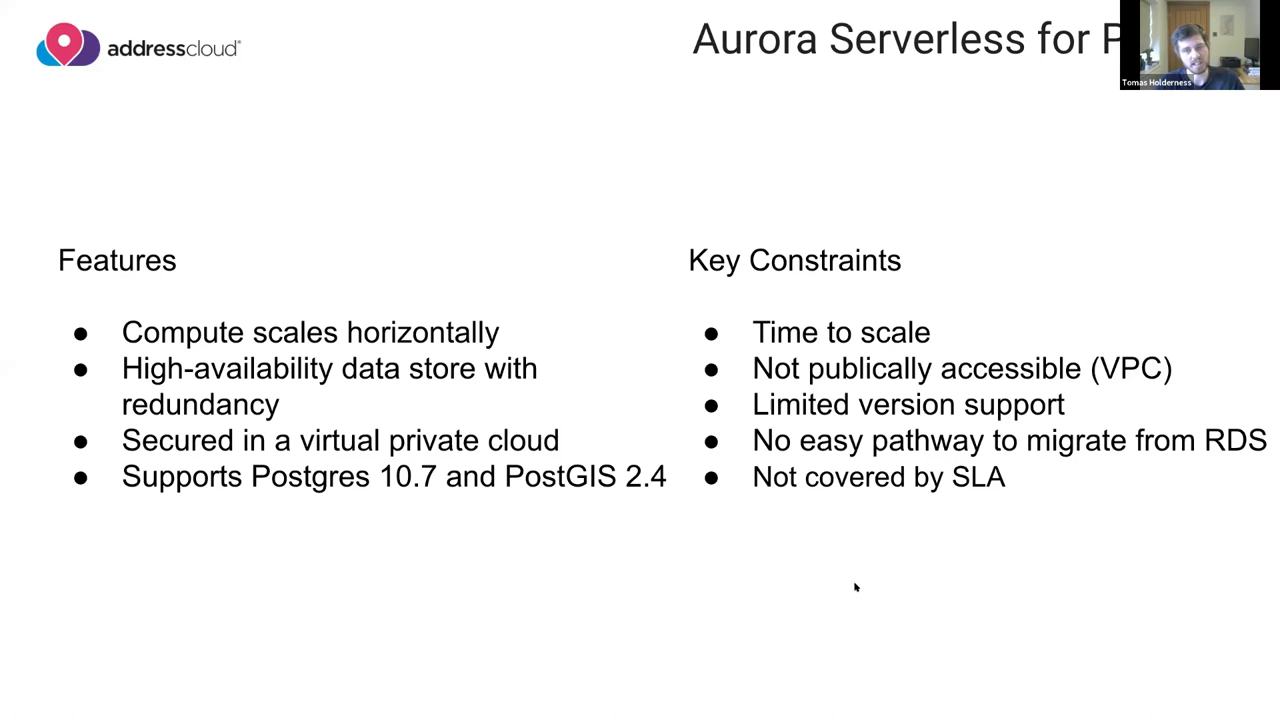 addresscloud
Aurora Serverless for
Tomas Holderness
Features
● Compute scales horizontally
● High-availability data store with
redundancy
● Secured in a virtual private cloud
● Supports Postgres 10.7 and PostGIS 2.4
Key Constraints
● Time to scale
● Not publically accessible (VPC)
● Limited version support
● No easy pathway to migrate from RDS
● Not covered by SLA